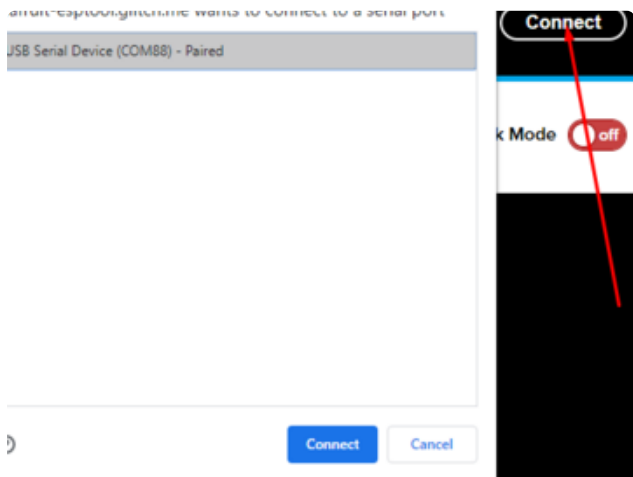 afruit-esptool.glitch.me wants to connect to a serial port
USB Serial Device (COM88) - Paired
Connect
Cancel
Connect
k Mode
off